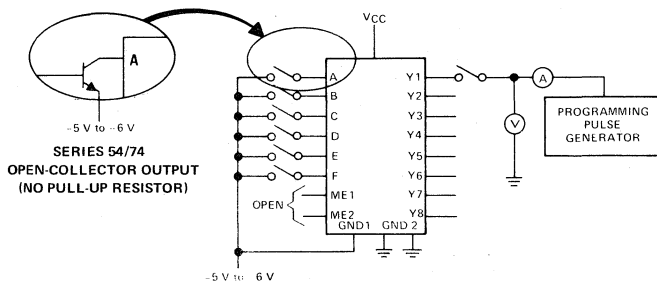 VCC
A
A
B
C
D
E
F
ME1
ME2
OPEN
GND1
GND 2
Y1
Y2
Y3
Y4
Y5
Y6
Y7
Y8
A
V
PROGRAMMING
PULSE
GENERATOR
-5 V to -6 V
SERIES 54/74
OPEN-COLLECTOR OUTPUT
(NO PULL-UP RESISTOR)
-5 V to 6 V